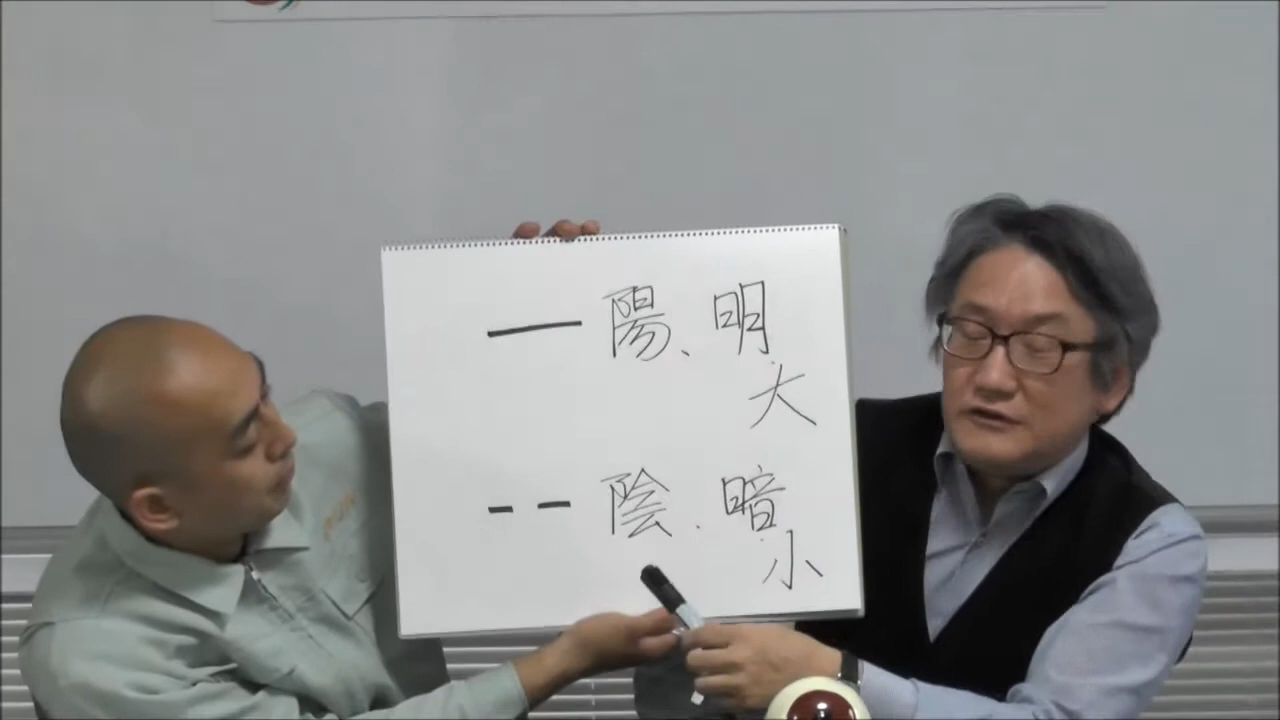 ━ 陽、明
大
-- 陰、暗
小